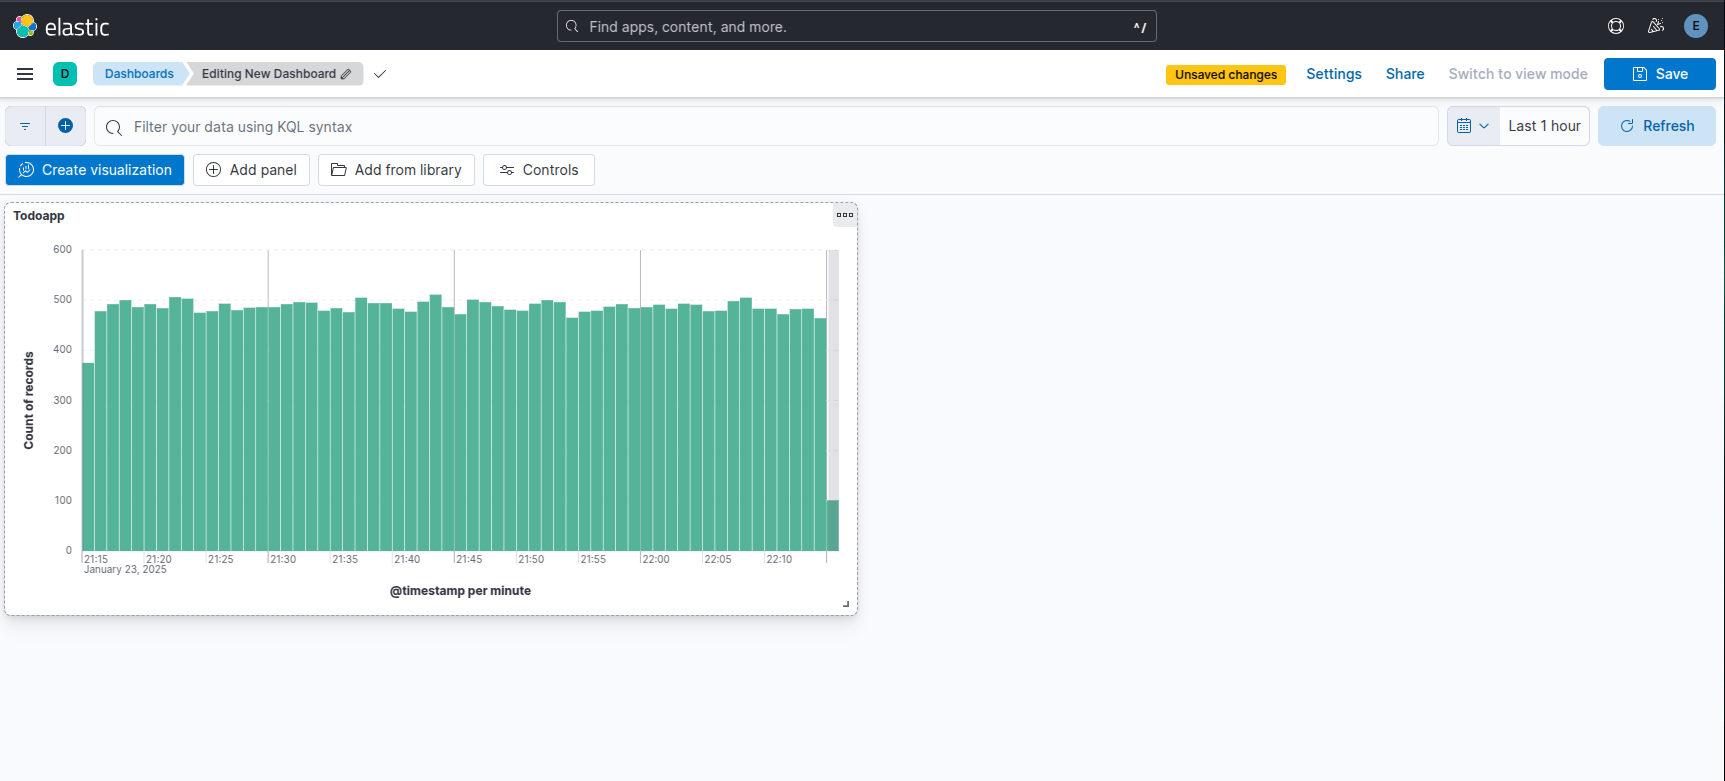 elastic
Find apps, content, and more.
^/
E
D
Dashboards
Editing New Dashboard
Unsaved changes
Settings
Share
Switch to view mode
Save
Filter your data using KQL syntax
Last 1 hour
Refresh
Create visualization
Add panel
Add from library
Controls
Todoapp
600
500
400
300
200
100
0
Count of records
21:15 21:20 21:25 21:30 21:35 21:40 21:45 21:50 21:55 22:00 22:05 22:10
January 23, 2025
@timestamp per minute